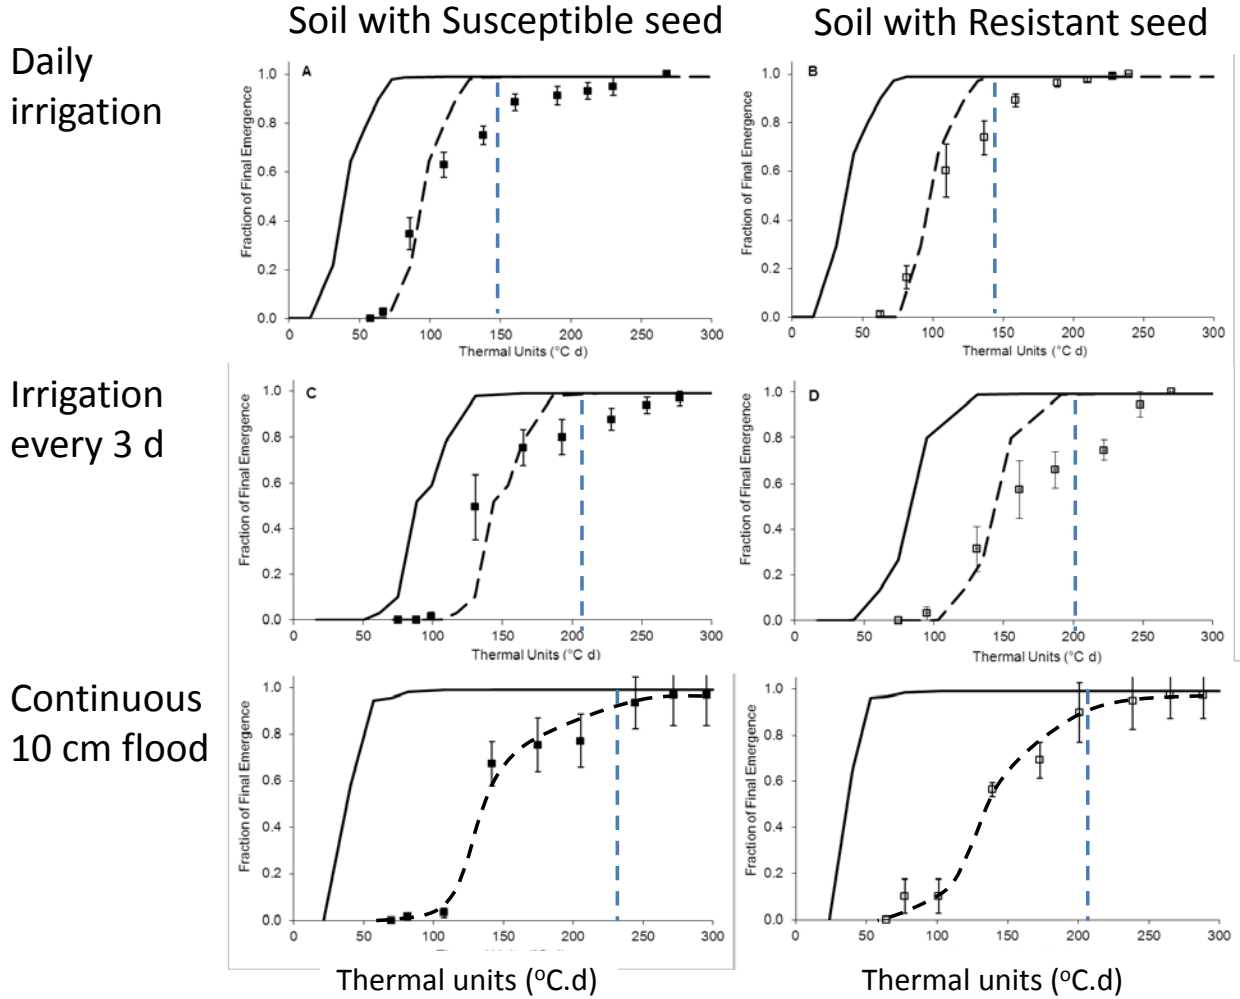 Soil with Susceptible seed
Soil with Resistant seed
Daily
irrigation
A
Fraction of Final Emergence
1.0
0.8
0.6
0.4
0.2
0.0
0 50 100 150 200 250 300
Thermal Units (°C d)
B
Fraction of Final Emergence
1.0
0.8
0.6
0.4
0.2
0.0
0 50 100 150 200 250 300
Thermal Units (°C d)
Irrigation
every 3 d
C
Fraction of Final Emergence
1.0
0.8
0.6
0.4
0.2
0.0
0 50 100 150 200 250 300
Thermal Units (°C d)
D
Fraction of Final Emergence
1.0
0.8
0.6
0.4
0.2
0.0
0 50 100 150 200 250 300
Thermal Units (°C d)
Continuous
10 cm flood
Fraction of Final Emergence
1.0
0.8
0.6
0.4
0.2
0.0
0 50 100 150 200 250 300
Thermal units (°C.d)
Fraction of Final Emergence
1.0
0.8
0.6
0.4
0.2
0.0
0 50 100 150 200 250 300
Thermal units (°C.d)